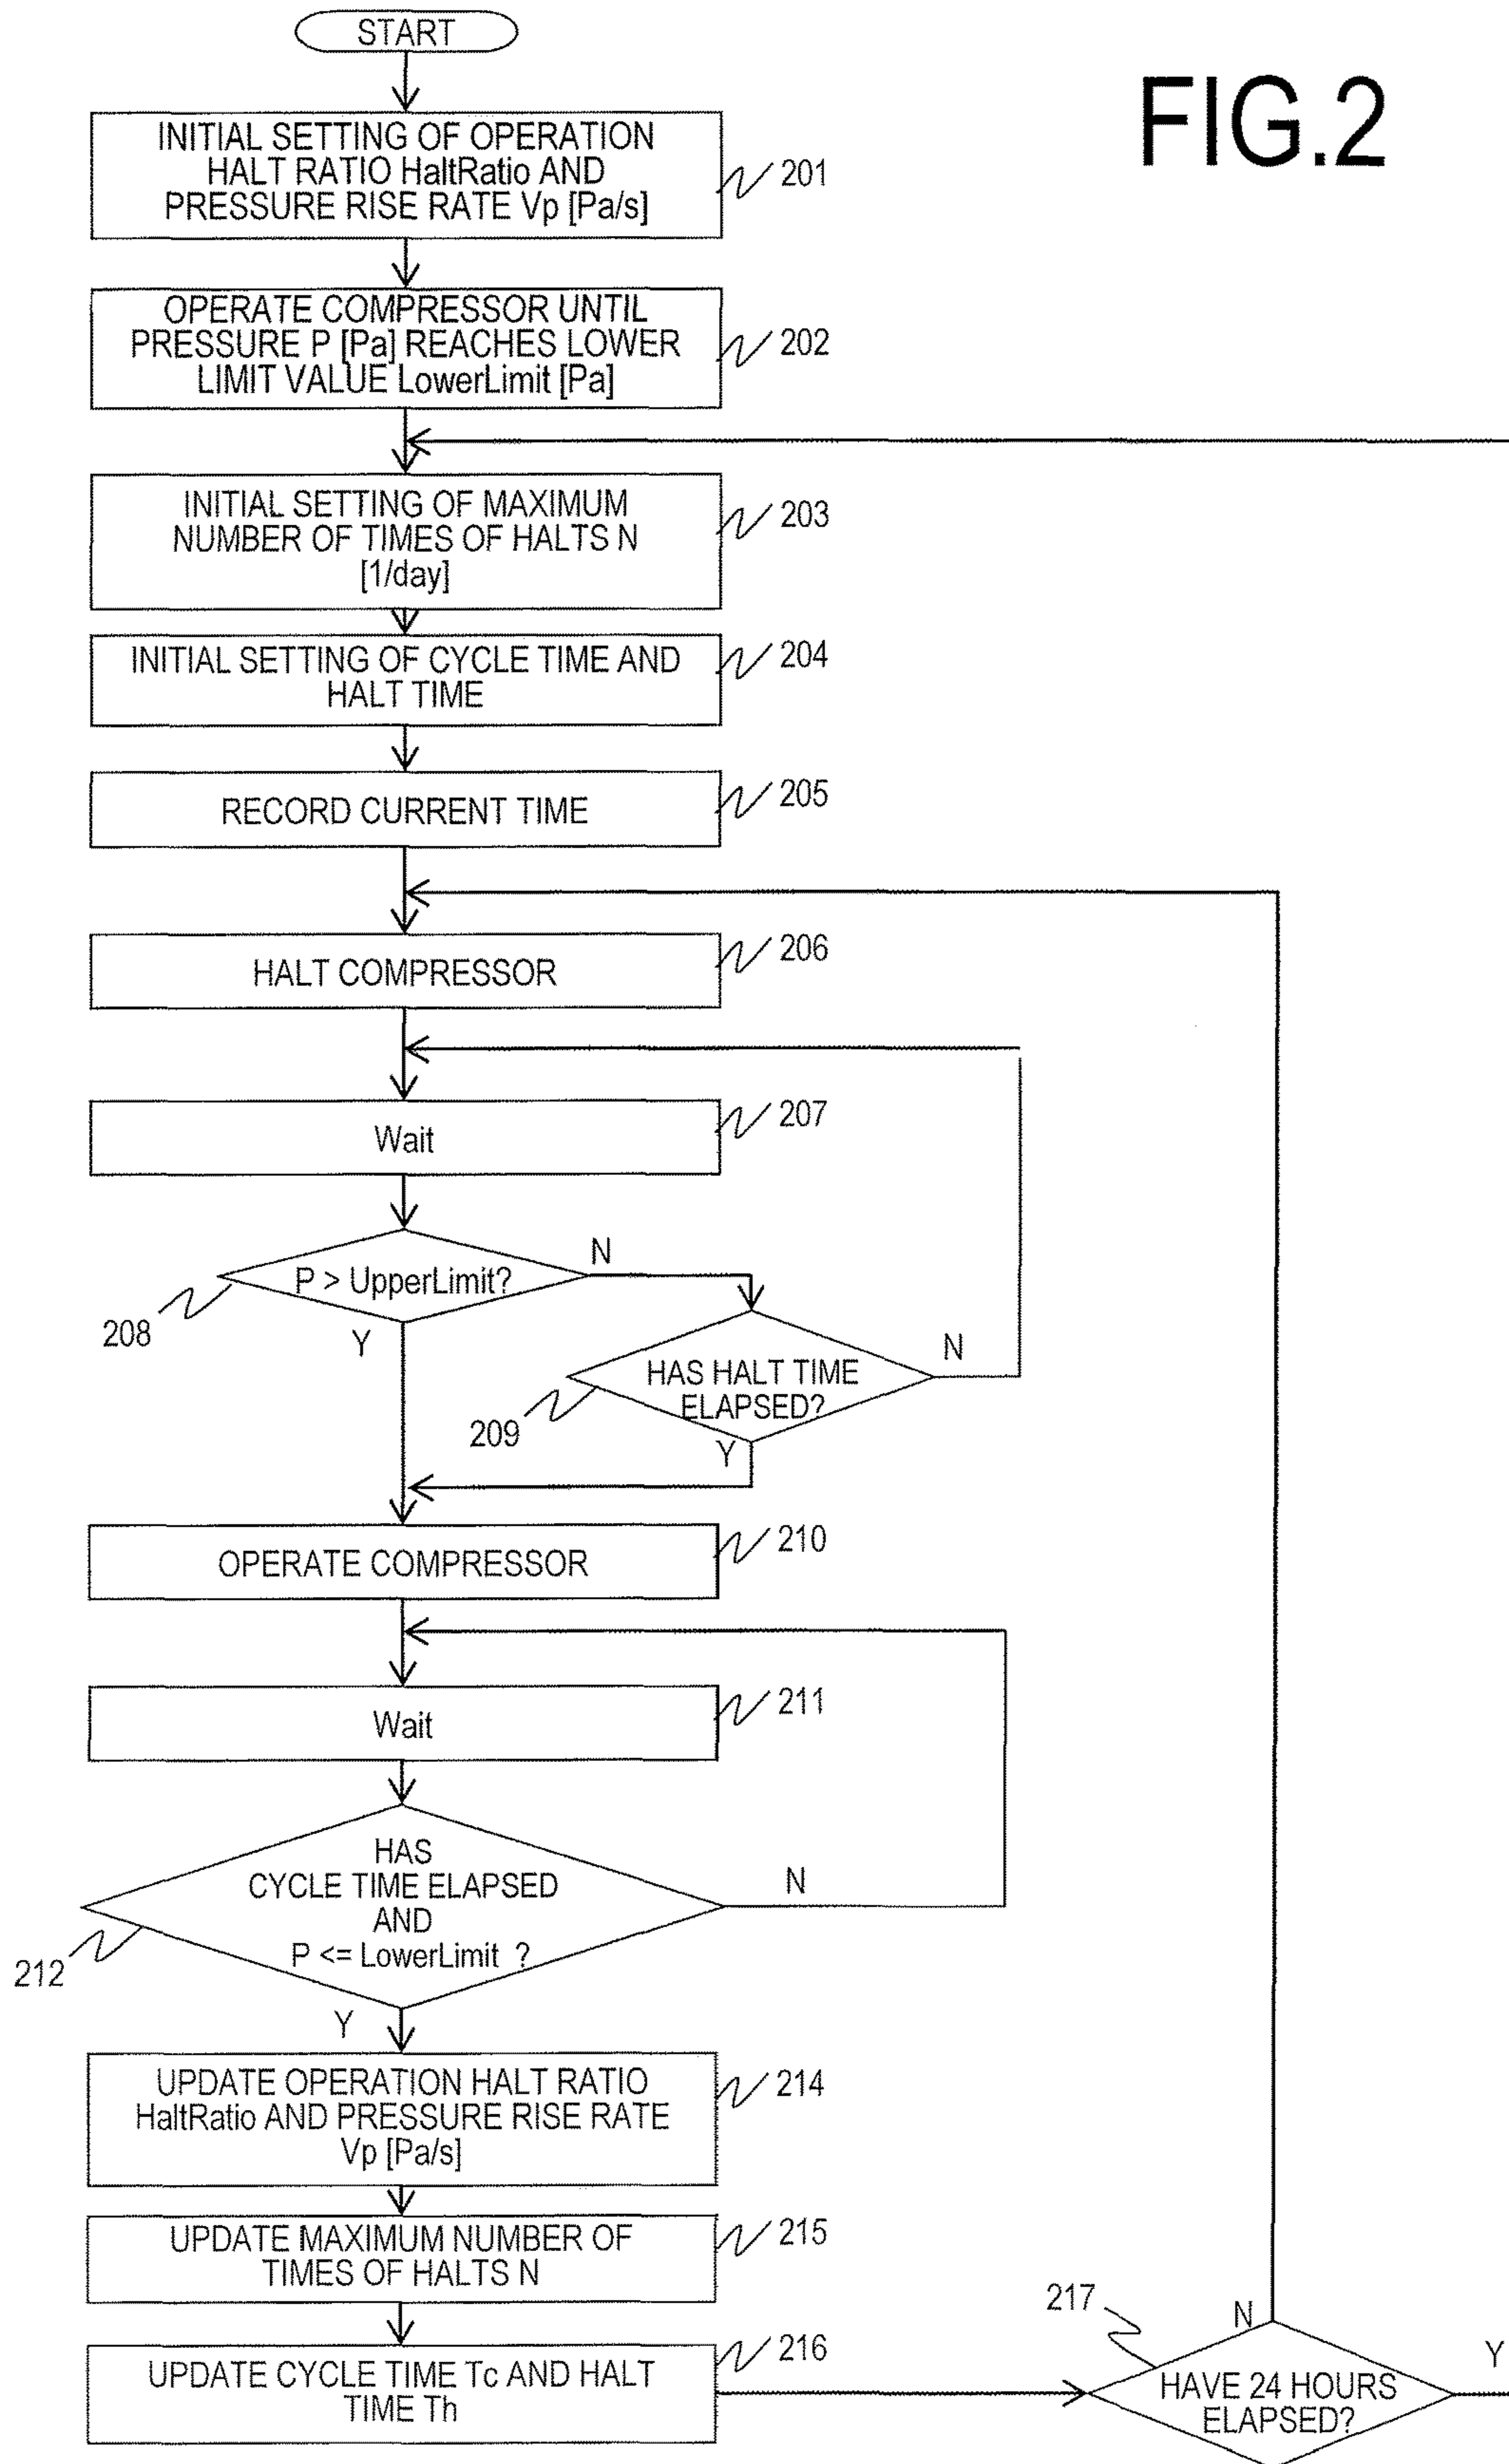 START
FIG.2
INITIAL SETTING OF OPERATION
HALT RATIO HaltRatio AND
PRESSURE RISE RATE Vp [Pa/s]
201
OPERATE COMPRESSOR UNTIL
PRESSURE P [Pa] REACHES LOWER
LIMIT VALUE LowerLimit [Pa]
202
INITIAL SETTING OF MAXIMUM
NUMBER OF TIMES OF HALTS N
[1/day]
203
INITIAL SETTING OF CYCLE TIME AND
HALT TIME
204
RECORD CURRENT TIME
205
HALT COMPRESSOR
206
Wait
207
P > UpperLimit?
N
208
Y
HAS HALT TIME
ELAPSED?
N
209
Y
OPERATE COMPRESSOR
210
Wait
211
HAS
CYCLE TIME ELAPSED
AND
P <= LowerLimit ?
N
212
Y
UPDATE OPERATION HALT RATIO
HaltRatio AND PRESSURE RISE RATE
Vp [Pa/s]
214
UPDATE MAXIMUM NUMBER OF
TIMES OF HALTS N
215
UPDATE CYCLE TIME Tc AND HALT
TIME Th
216
217
N
HAVE 24 HOURS
ELAPSED?
Y